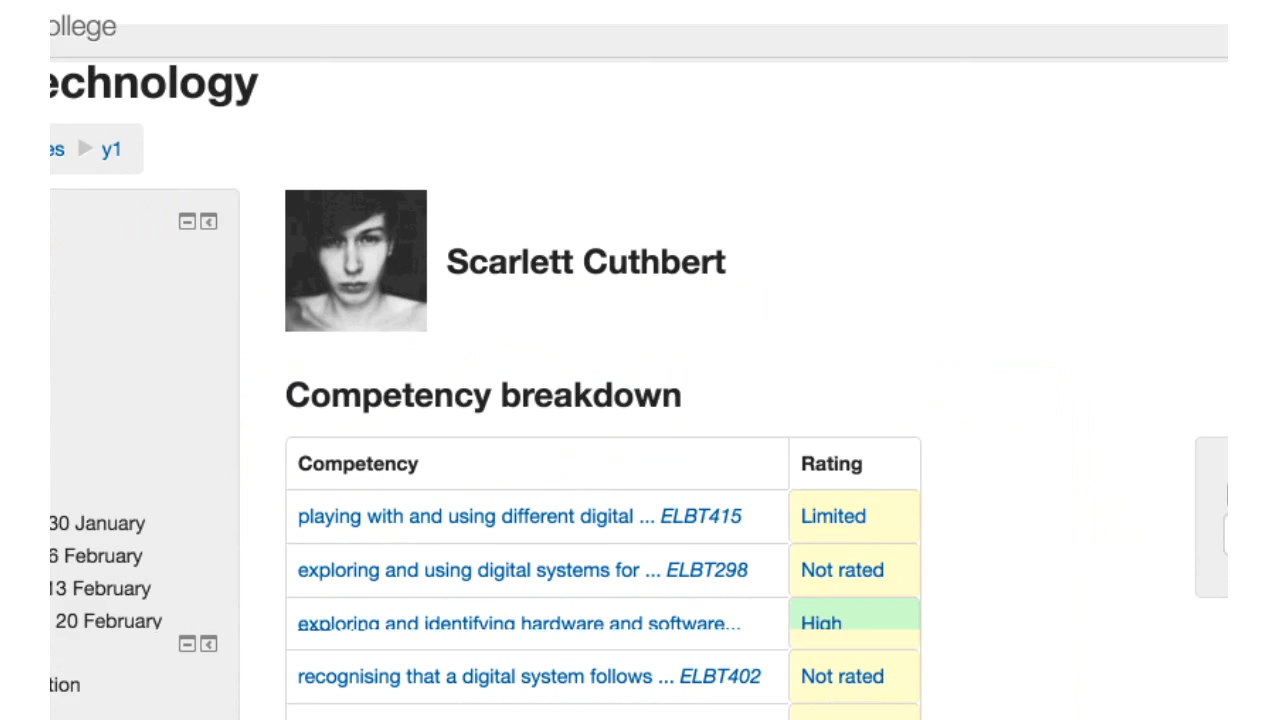 ollege
echnology
es y1
Scarlett Cuthbert
Competency breakdown
Competency Rating
playing with and using different digital ... ELBT415 Limited
exploring and using digital systems for ... ELBT298 Not rated
exploring and identifying hardware and software... High
recognising that a digital system follows ... ELBT402 Not rated
30 January
6 February
13 February
20 February
tion